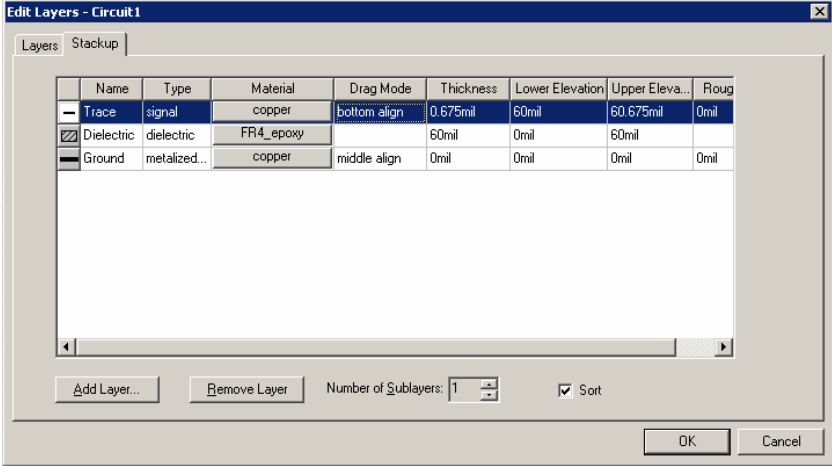 Edit Layers - Circuit1
Layers Stackup
Name Type Material Drag Mode Thickness Lower Elevation Upper Eleva... Roug
Trace signal copper bottom align 0.675mil 60mil 60.675mil 0mil
Dielectric dielectric FR4_epoxy 60mil 0mil 60mil
Ground metalized... copper middle align 0mil 0mil 0mil 0mil
Add Layer... Remove Layer Number of Sublayers: 1 Sort
OK Cancel